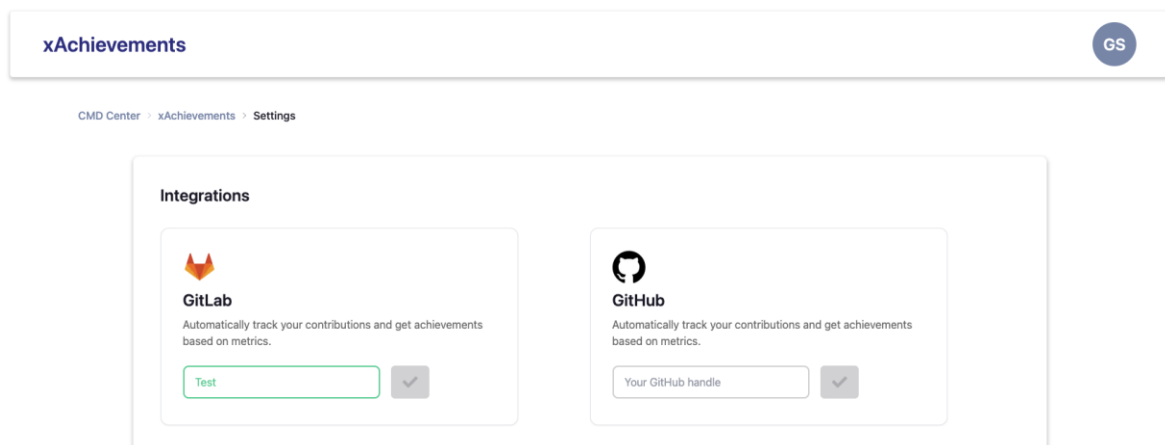 xAchievements
GS
CMD Center > xAchievements > Settings
Integrations
GitLab
Automatically track your contributions and get achievements
based on metrics.
Test
GitHub
Automatically track your contributions and get achievements
based on metrics.
Your GitHub handle